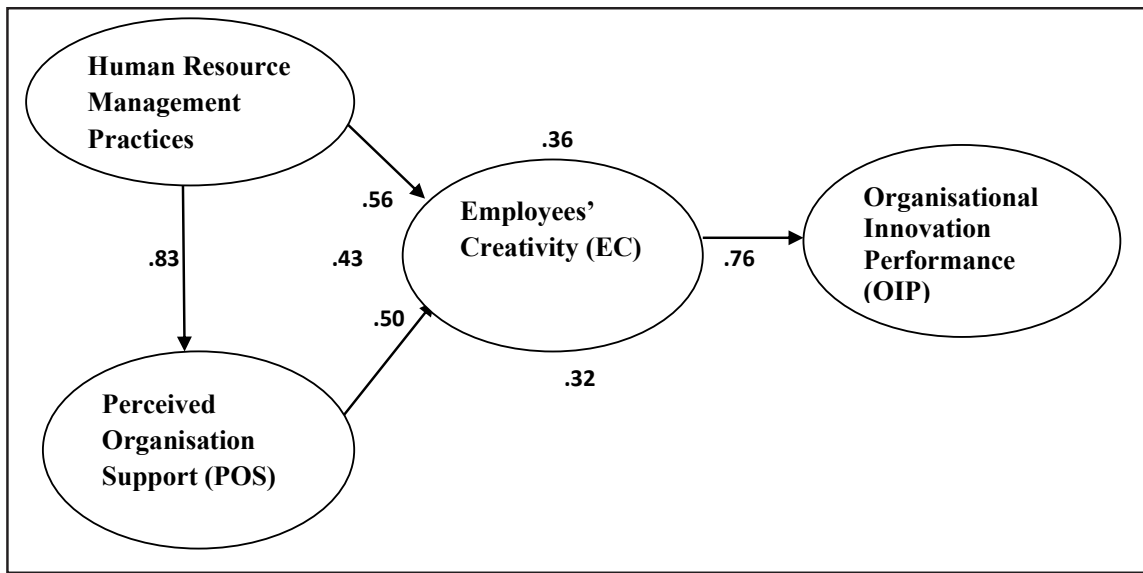 Human Resource
Management
Practices
.36
.56
Employees’
Creativity (EC)
Organisational
Innovation
Performance
(OIP)
.83
.43
.76
.50
.32
Perceived
Organisation
Support (POS)